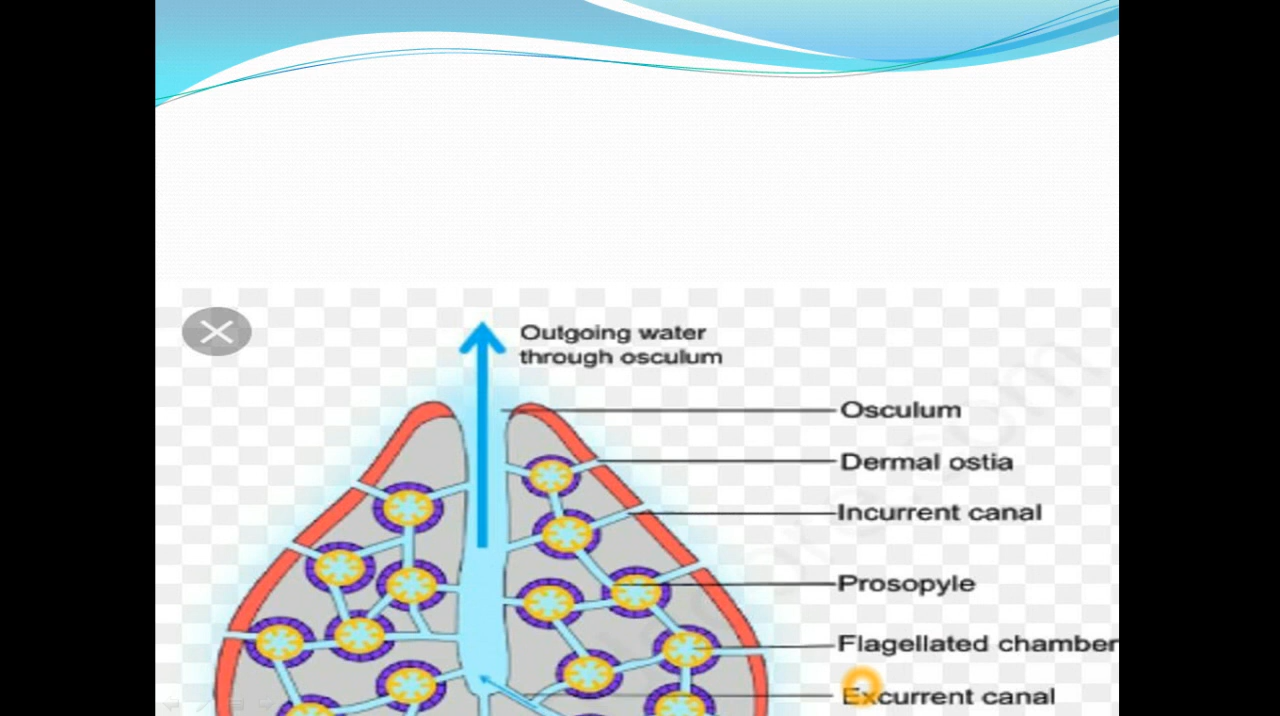 Outgoing water
through osculum
Osculum
Dermal ostia
Incurrent canal
Prosopyle
Flagellated chamber
Excurrent canal